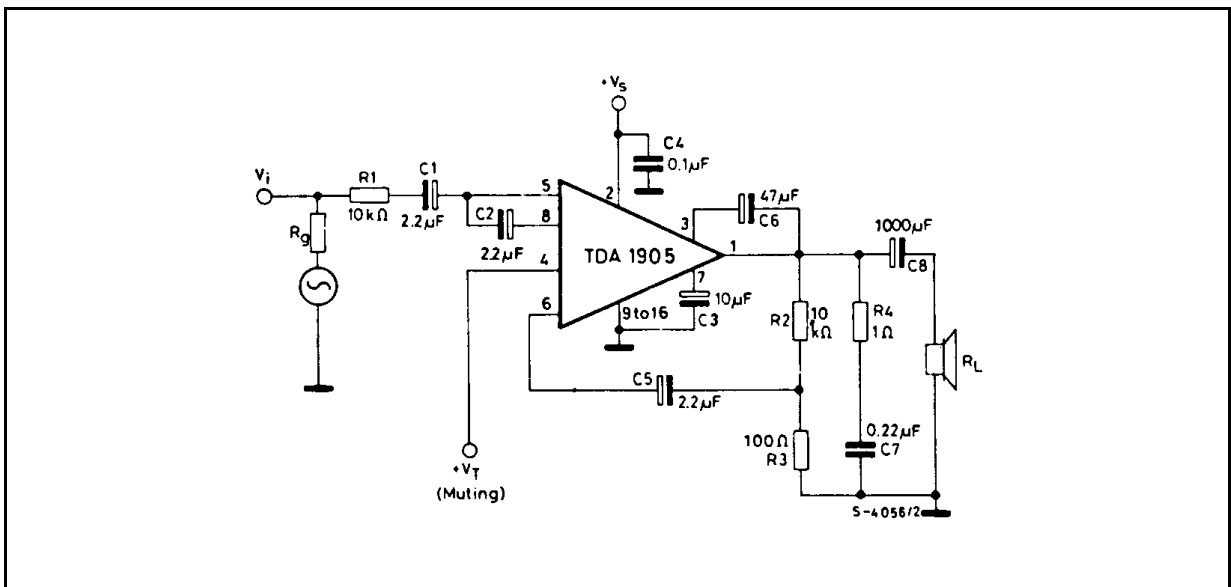 +Vs
C4
0.1µF
Vi
R1
10kΩ
C1
2.2µF
Rg
C2
2.2µF
5
8
4
6
2
3
1
7
TDA 1905
9 to 16
47µF
C6
10µF
C3
1000µF
C8
R2
10
kΩ
R4
1Ω
RL
C5
2.2µF
100Ω
R3
0.22µF
C7
+VT
(Muting)
S-4056/2